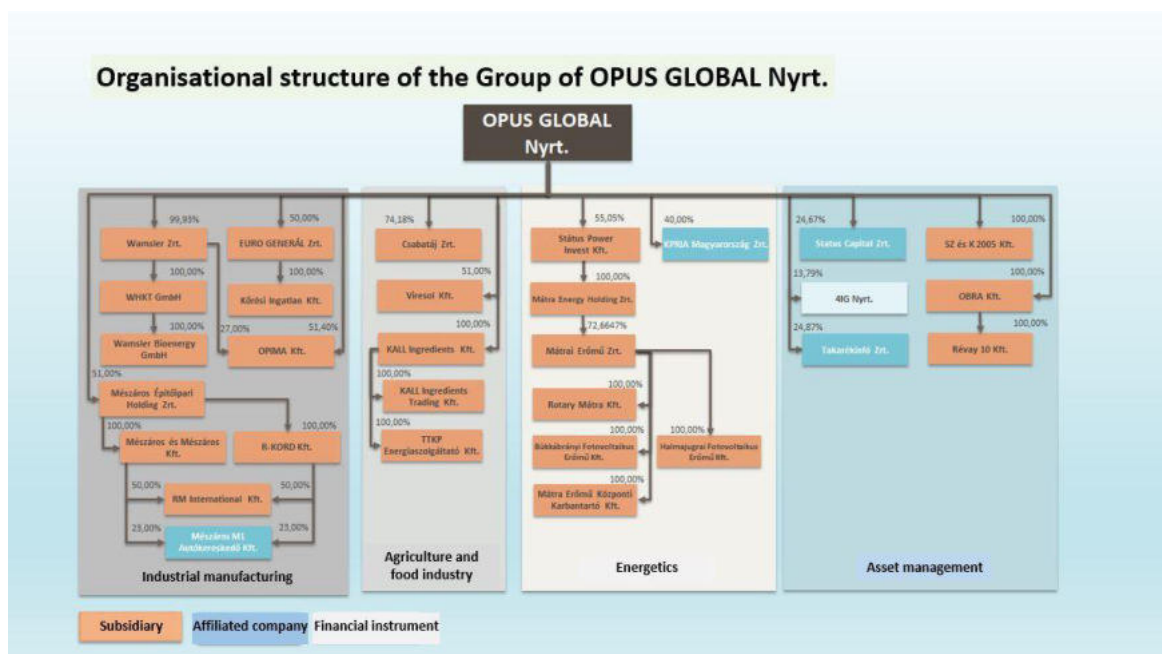 Organisational structure of the Group of OPUS GLOBAL Nyrt.
OPUS GLOBAL
Nyrt.
99,93%
50,00%
Wamsler Zrt.
EURO GENERÁL Zrt.
100,00%
100,00%
WHKT GmbH
Kőrösi Ingatlan Kft.
100,00%
27,00%
51,40%
Wamsler Bioenergy
GmbH
OPIMA Kft.
51,00%
Mészáros Építőipari
Holding Zrt.
100,00%
100,00%
Mészáros és Mészáros
Kft.
R-KORD Kft.
50,00%
50,00%
RM International Kft.
23,00%
23,00%
Mészáros M1
Autókereskedő Kft.
Industrial manufacturing
74,18%
Csabatáj Zrt.
51,00%
Viresol Kft.
100,00%
KALL Ingredients Kft.
100,00%
KALL Ingredients
Trading Kft.
100,00%
TTKP
Energiaszolgáltató Kft.
Agriculture and
food industry
55,05%
40,00%
Státus Power
Invest Kft.
KPRIA Magyarország Zrt.
100,00%
Mátra Energy Holding Zrt.
72,6647%
Mátrai Erőmű Zrt.
100,00%
Rotary Mátra Kft.
100,00%
100,00%
Bükkábrányi Fotovoltaikus
Erőmű Kft.
Halmajugrai Fotovoltaikus
Erőmű Kft.
100,00%
Mátra Erőmű Központi
Karbantartó Kft.
Energetics
24,67%
100,00%
Status Capital Zrt.
SZ és K 2005 Kft.
13,79%
100,00%
4IG Nyrt.
OBRA Kft.
24,87%
100,00%
Takarékinfó Zrt.
Révay 10 Kft.
Asset management
Subsidiary
Affiliated company
Financial instrument